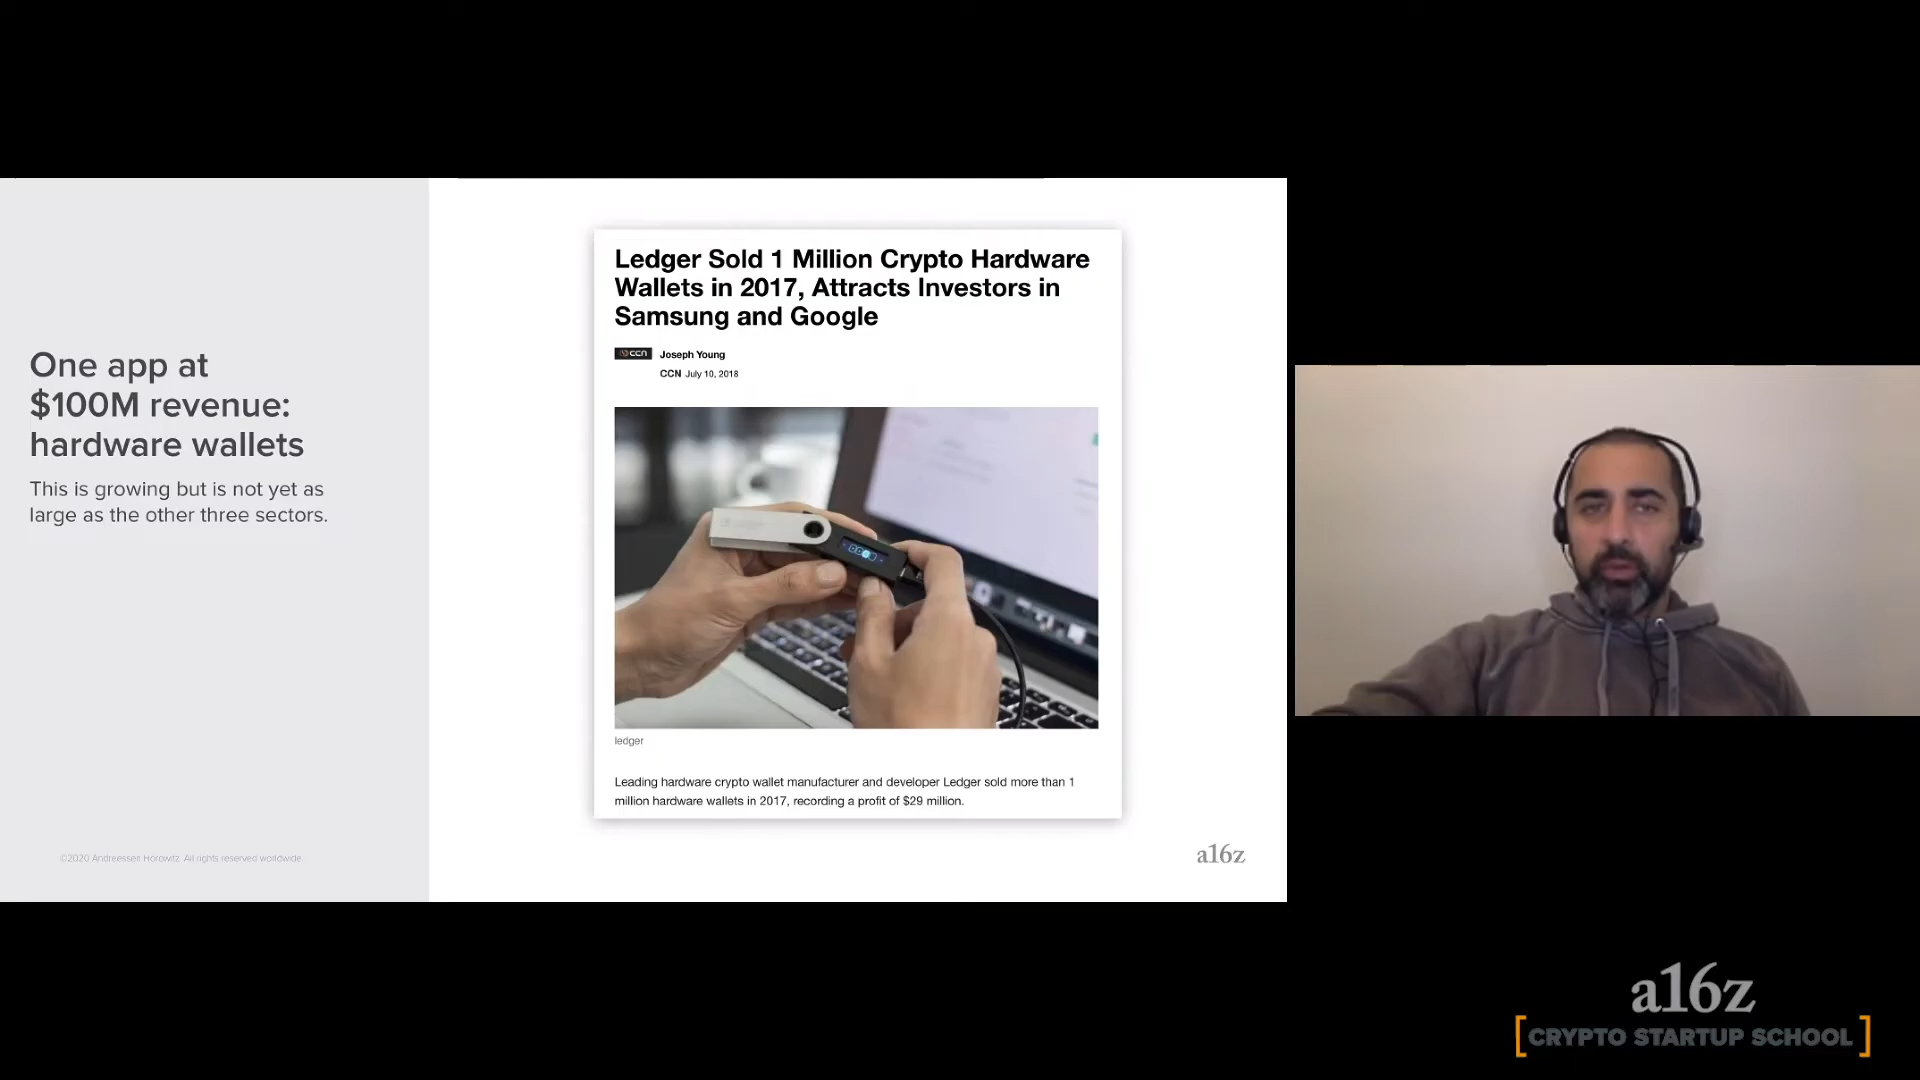 One app at
$100M revenue:
hardware wallets
This is growing but is not yet as
large as the other three sectors.
©2020 Andreessen Horowitz. All rights reserved worldwide.
Ledger Sold 1 Million Crypto Hardware
Wallets in 2017, Attracts Investors in
Samsung and Google
CCN Joseph Young
CCN July 10, 2018
ledger
Leading hardware crypto wallet manufacturer and developer Ledger sold more than 1
million hardware wallets in 2017, recording a profit of $29 million.
a16z
a16z
[CRYPTO STARTUP SCHOOL]